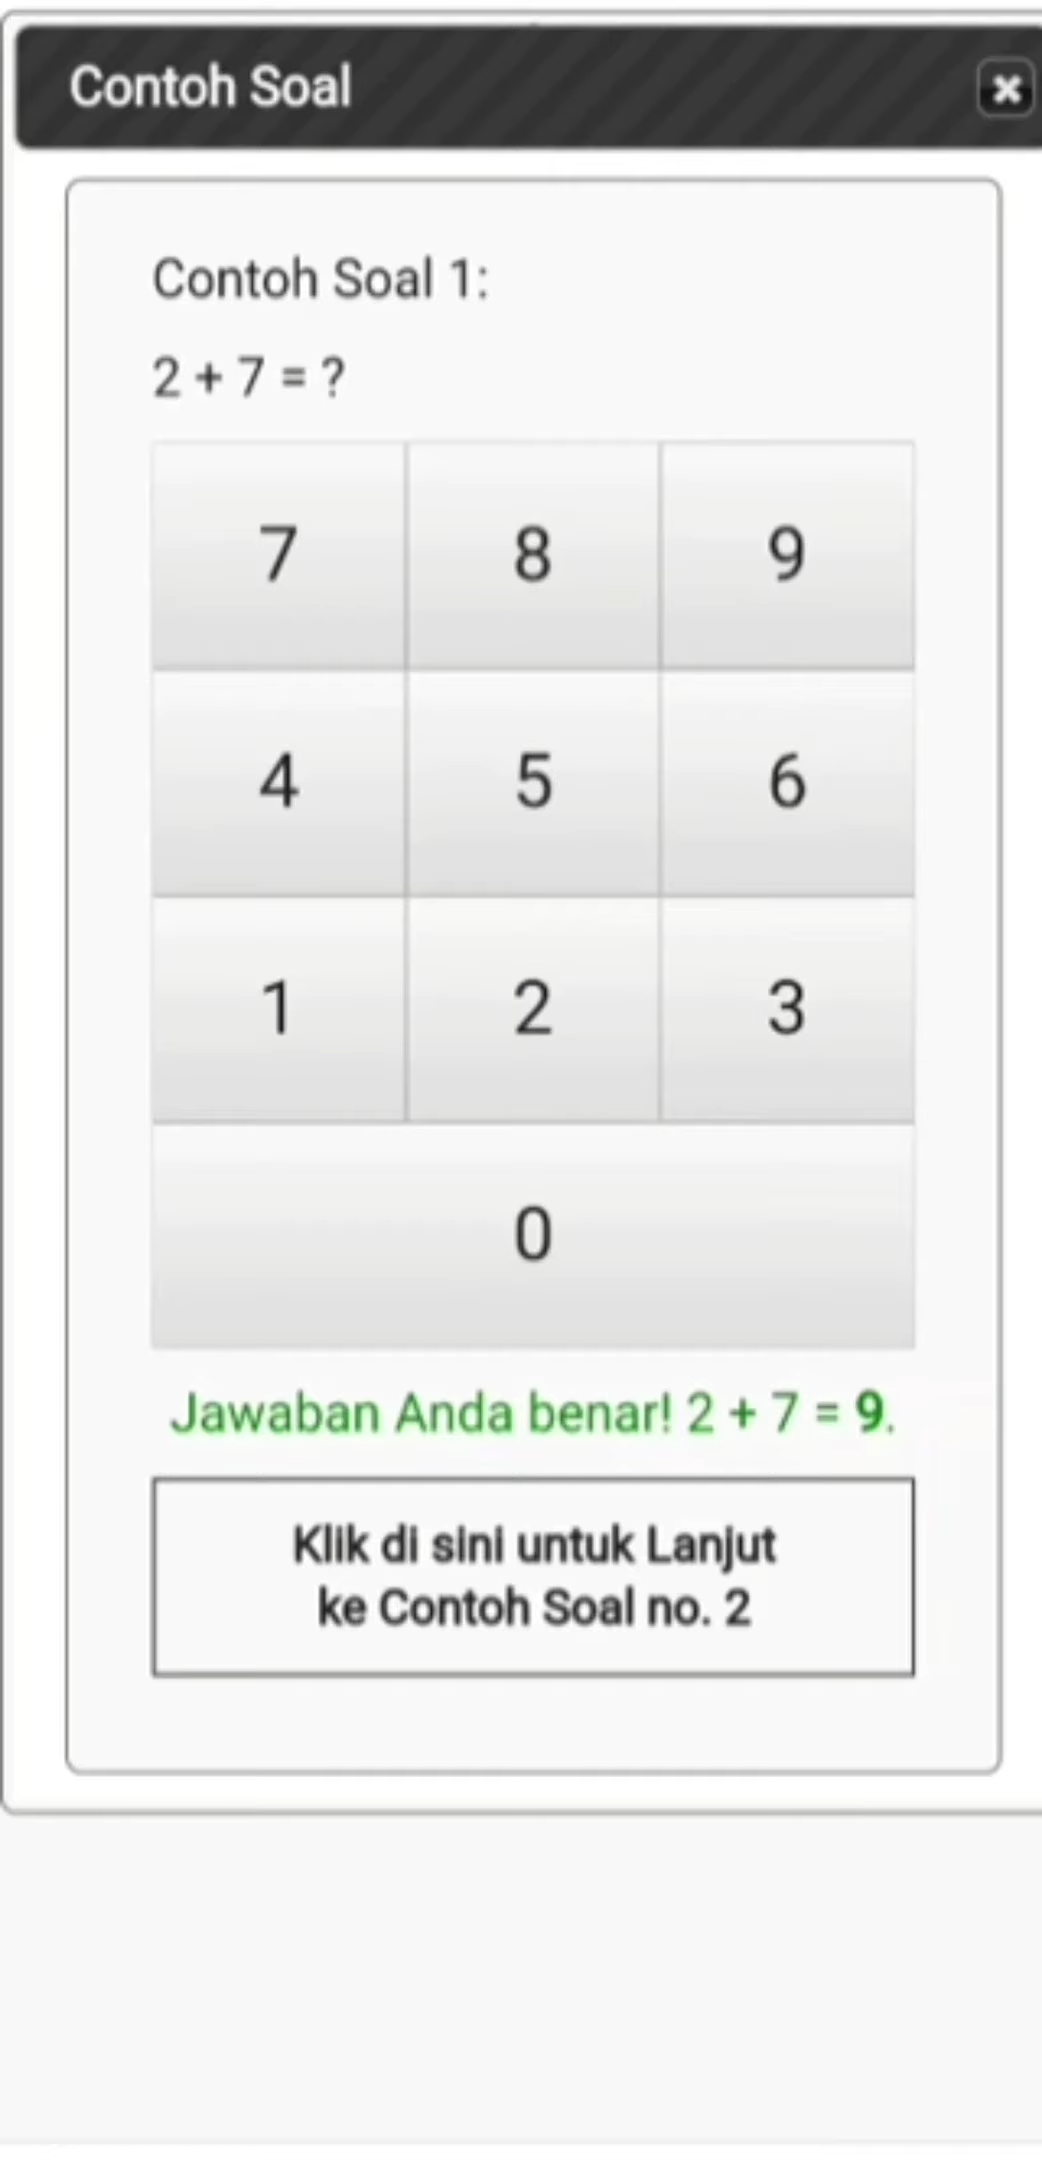 Contoh Soal
Contoh Soal 1:
2 + 7 = ?
7 8 9
4 5 6
1 2 3
0
Jawaban Anda benar! 2 + 7 = 9.
Klik di sini untuk Lanjut
ke Contoh Soal no. 2